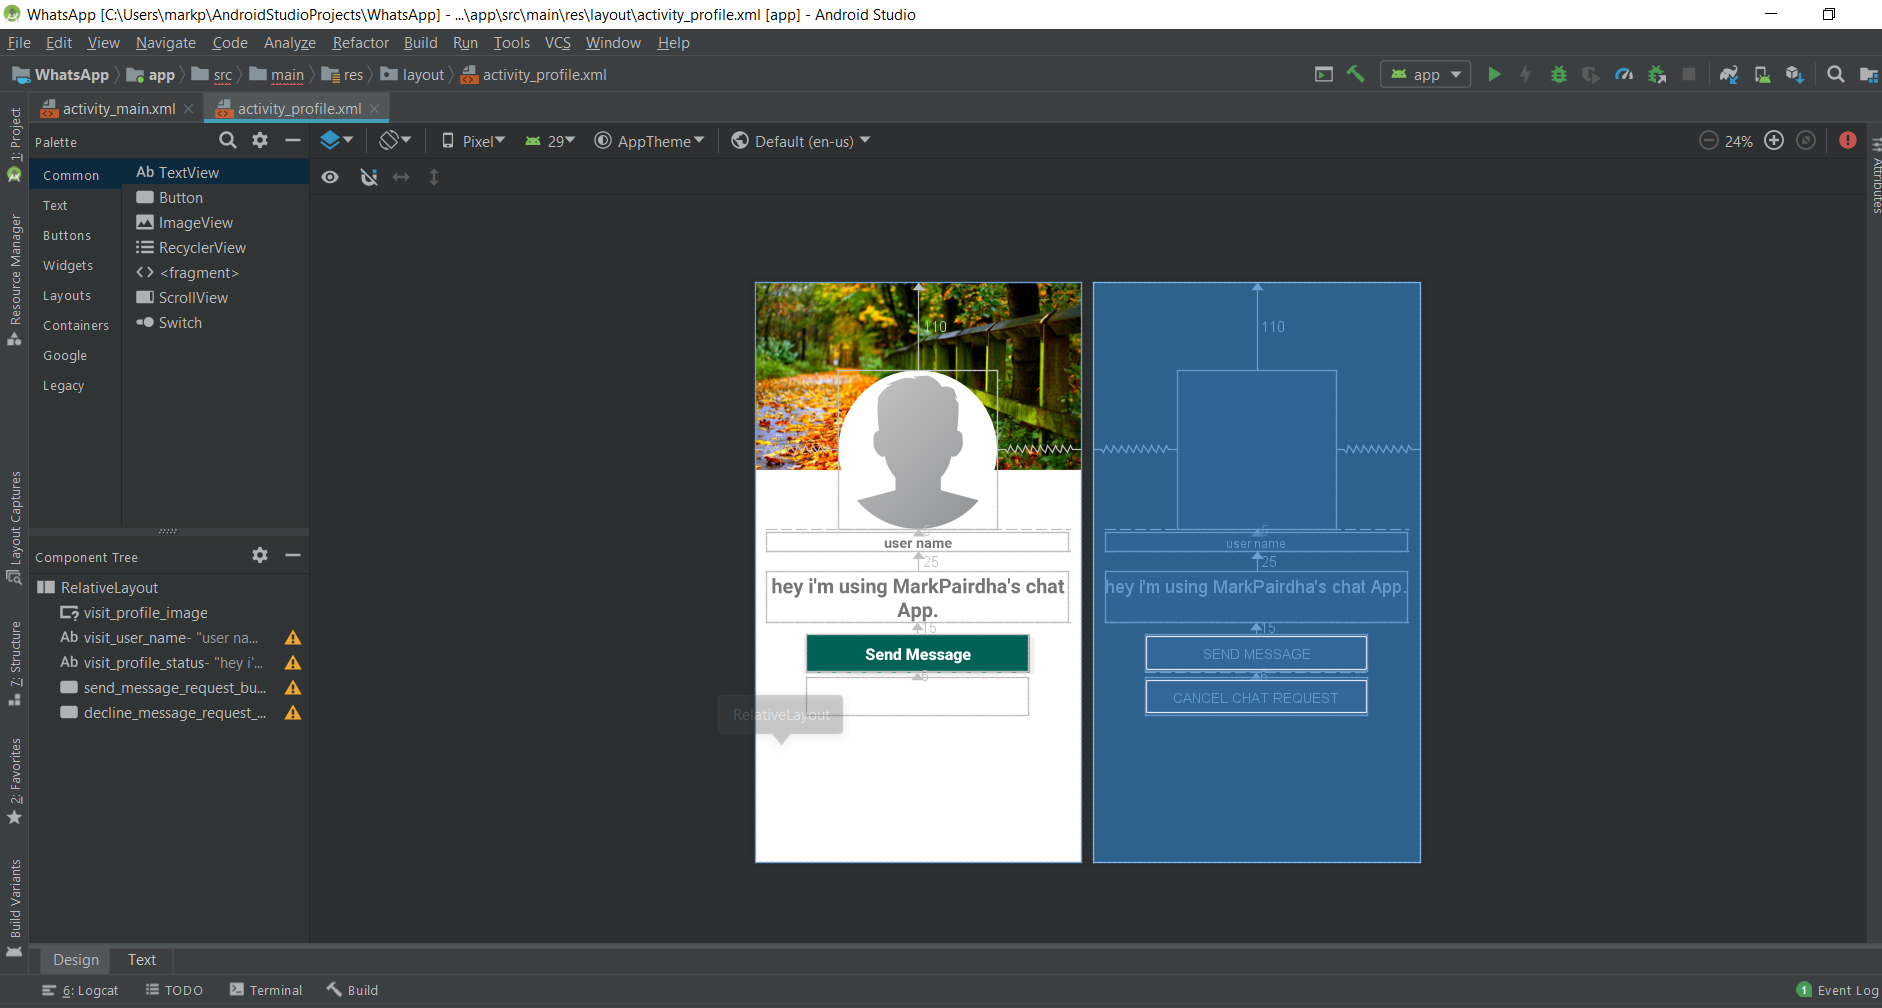 WhatsApp [C:\Users\markp\AndroidStudioProjects\WhatsApp] - ...\app\src\main\res\layout\activity_profile.xml [app] - Android Studio
File Edit View Navigate Code Analyze Refactor Build Run Tools VCS Window Help
WhatsApp app src main res layout activity_profile.xml
app
activity_main.xml activity_profile.xml
Palette
Pixel 29 AppTheme Default (en-us) 24%
Common
Text
Buttons
Widgets
Layouts
Containers
Google
Legacy
Ab TextView
Button
ImageView
RecyclerView
<fragment>
ScrollView
Switch
Component Tree
RelativeLayout
visit_profile_image
Ab visit_user_name- "user na...
Ab visit_profile_status- "hey i'...
send_message_request_bu...
decline_message_request_...
1: Project
Resource Manager
Layout Captures
7: Structure
2: Favorites
Build Variants
Attributes
110
5
user name
25
hey i'm using MarkPairdha's chat
App.
15
Send Message
6
RelativeLayout
110
5
user name
25
hey i'm using MarkPairdha's chat App.
15
SEND MESSAGE
6
CANCEL CHAT REQUEST
Design Text
6: Logcat TODO Terminal Build
1 Event Log